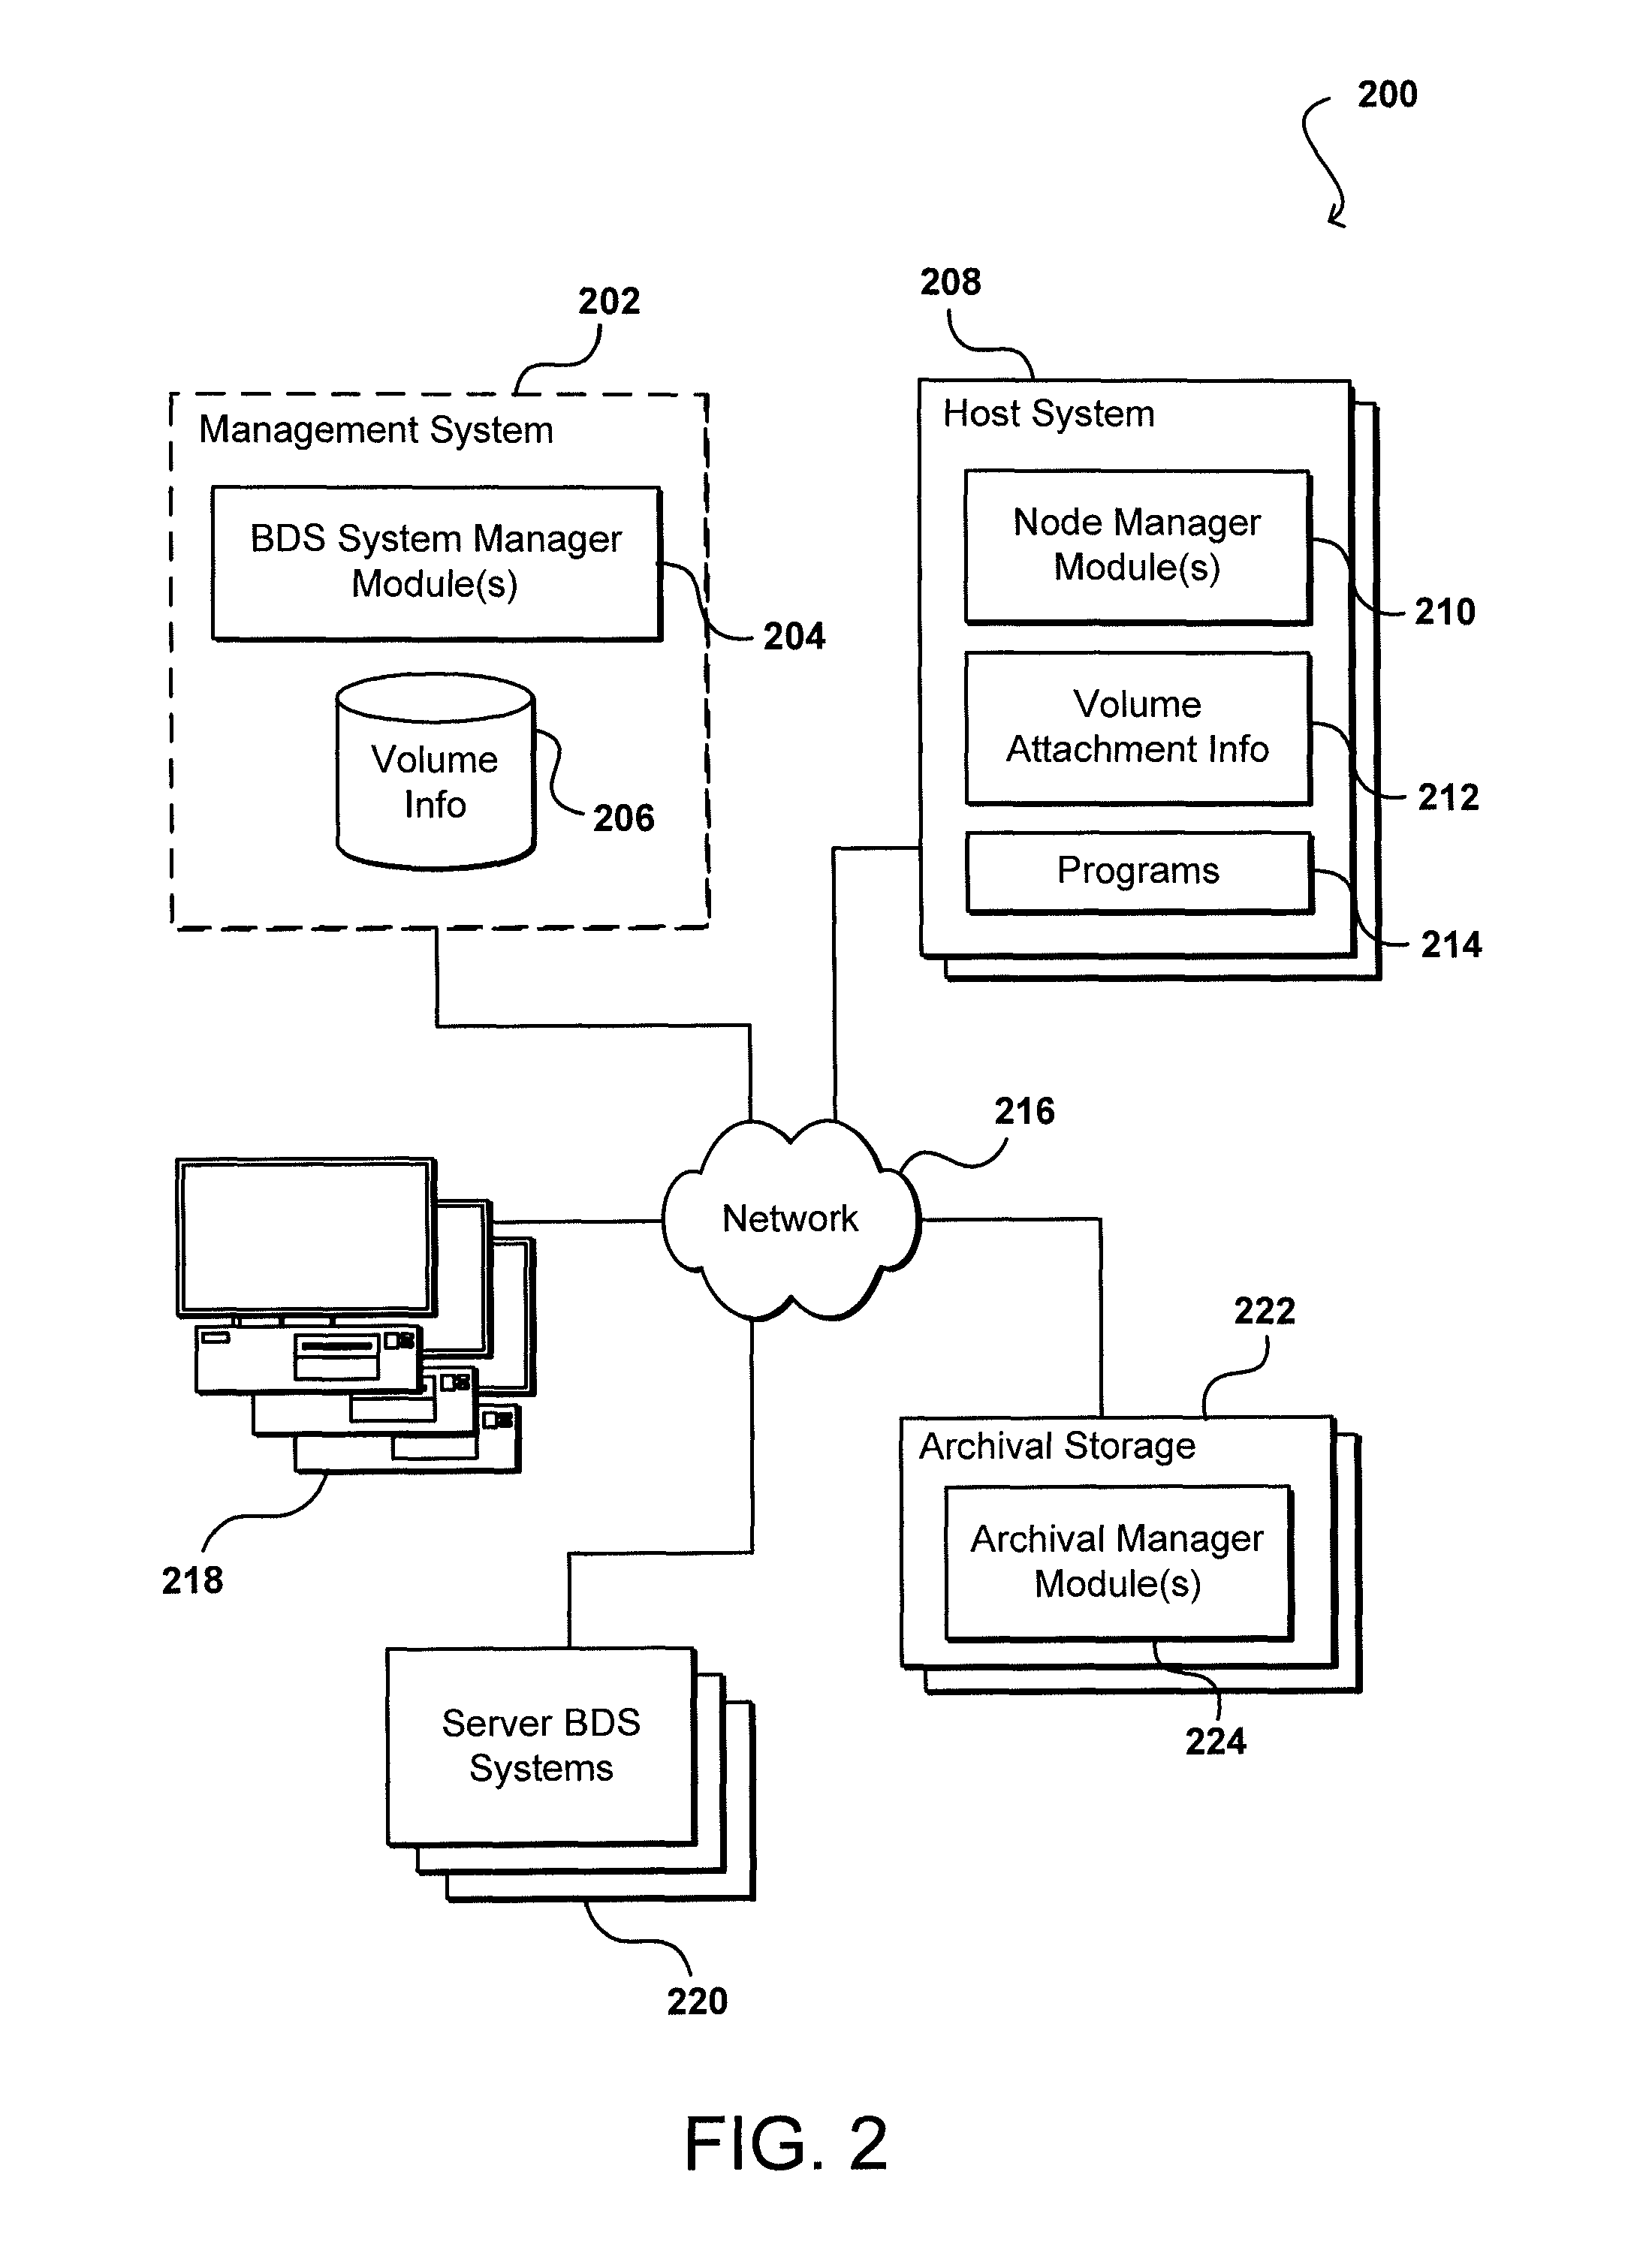 200
202
208
Management System
BDS System Manager
Module(s)
204
Volume
Info
206
Host System
Node Manager
Module(s)
210
Volume
Attachment Info
212
Programs
214
216
Network
218
222
Archival Storage
Archival Manager
Module(s)
224
Server BDS
Systems
220
FIG. 2